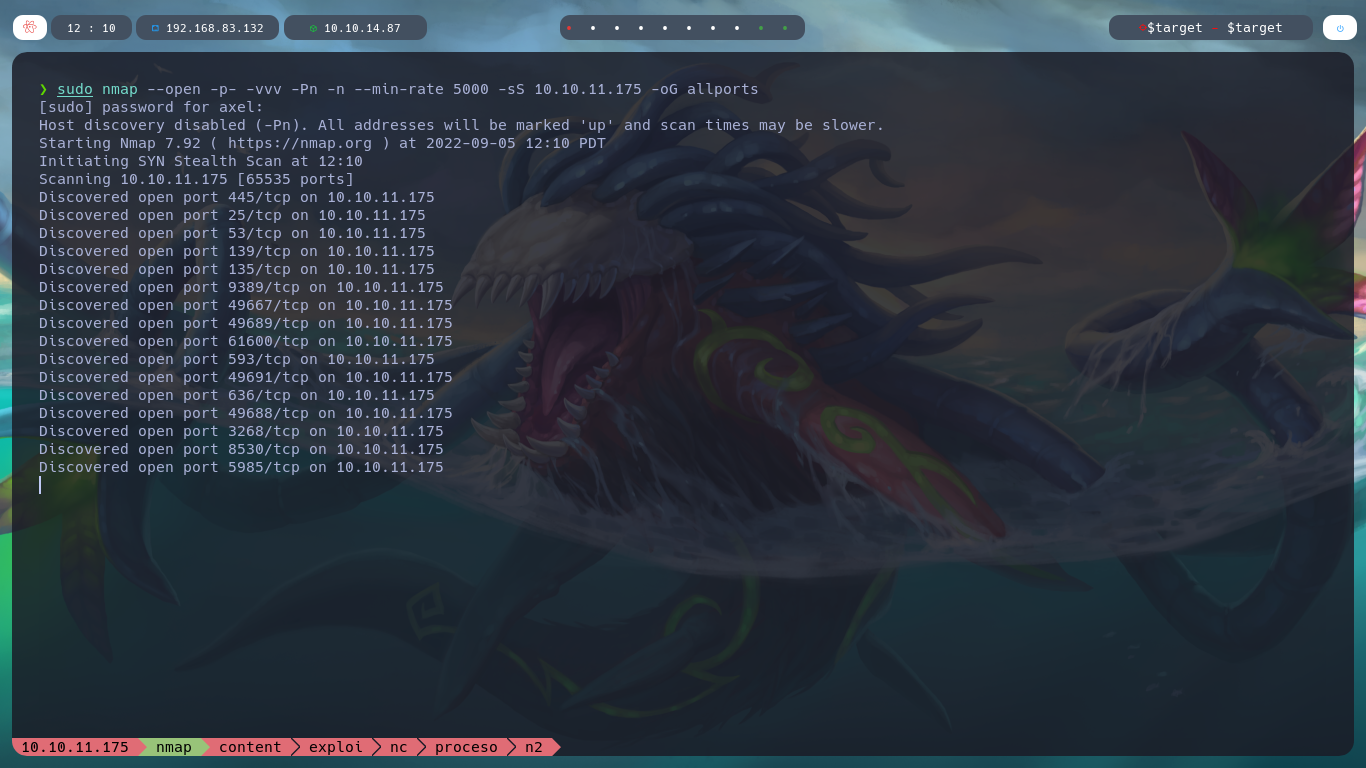 12 : 10 192.168.83.132 10.10.14.87 $target - $target
❯ sudo nmap --open -p- -vvv -Pn -n --min-rate 5000 -sS 10.10.11.175 -oG allports
[sudo] password for axel:
Host discovery disabled (-Pn). All addresses will be marked 'up' and scan times may be slower.
Starting Nmap 7.92 ( https://nmap.org ) at 2022-09-05 12:10 PDT
Initiating SYN Stealth Scan at 12:10
Scanning 10.10.11.175 [65535 ports]
Discovered open port 445/tcp on 10.10.11.175
Discovered open port 25/tcp on 10.10.11.175
Discovered open port 53/tcp on 10.10.11.175
Discovered open port 139/tcp on 10.10.11.175
Discovered open port 135/tcp on 10.10.11.175
Discovered open port 9389/tcp on 10.10.11.175
Discovered open port 49667/tcp on 10.10.11.175
Discovered open port 49689/tcp on 10.10.11.175
Discovered open port 61600/tcp on 10.10.11.175
Discovered open port 593/tcp on 10.10.11.175
Discovered open port 49691/tcp on 10.10.11.175
Discovered open port 636/tcp on 10.10.11.175
Discovered open port 49688/tcp on 10.10.11.175
Discovered open port 3268/tcp on 10.10.11.175
Discovered open port 8530/tcp on 10.10.11.175
Discovered open port 5985/tcp on 10.10.11.175
10.10.11.175 nmap content exploi nc proceso n2